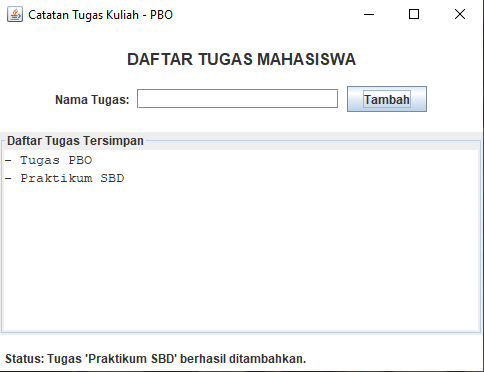 Catatan Tugas Kuliah - PBO
DAFTAR TUGAS MAHASISWA
Nama Tugas: Tambah
Daftar Tugas Tersimpan
- Tugas PBO
- Praktikum SBD
Status: Tugas 'Praktikum SBD' berhasil ditambahkan.